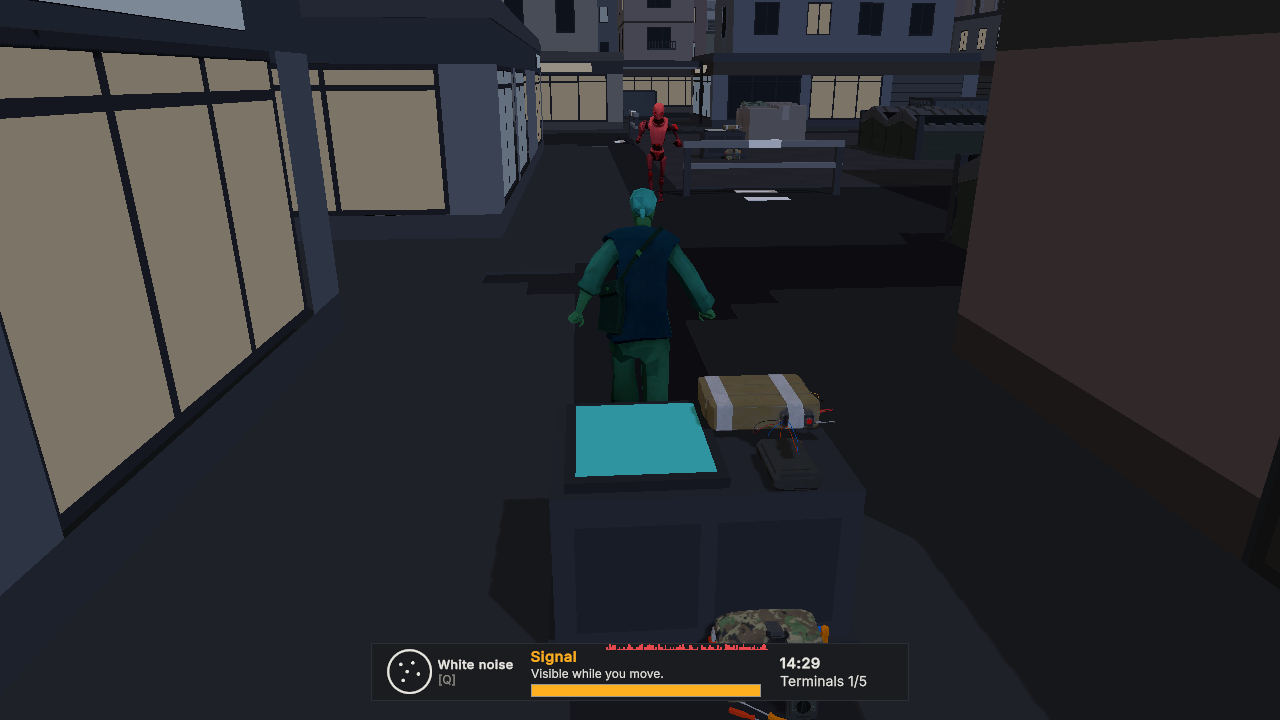 White noise
[Q]
Signal
Visible while you move.
14:29
Terminals 1/5